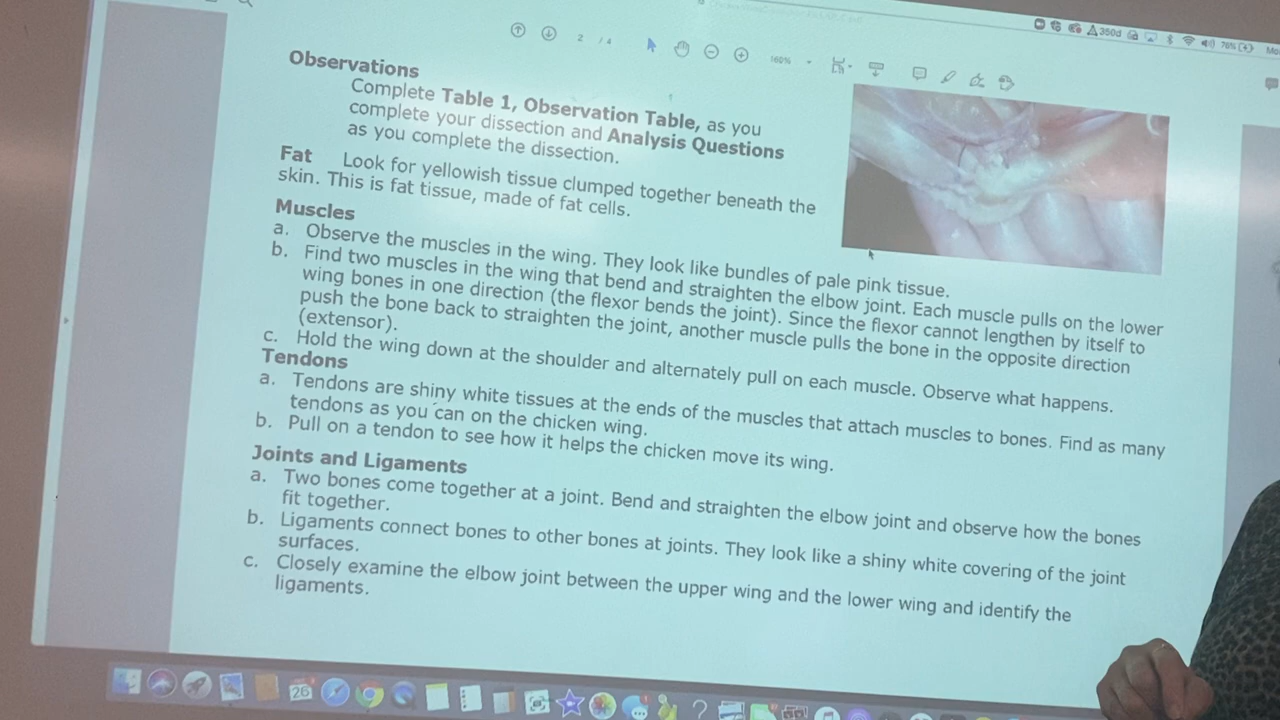 350d
76%
2 / 4
160%
Observations
Complete Table 1, Observation Table, as you
complete your dissection and Analysis Questions
as you complete the dissection.
Fat Look for yellowish tissue clumped together beneath the
skin. This is fat tissue, made of fat cells.
Muscles
a. Observe the muscles in the wing. They look like bundles of pale pink tissue.
b. Find two muscles in the wing that bend and straighten the elbow joint. Each muscle pulls on the lower
wing bones in one direction (the flexor bends the joint). Since the flexor cannot lengthen by itself to
push the bone back to straighten the joint, another muscle pulls the bone in the opposite direction
(extensor).
c. Hold the wing down at the shoulder and alternately pull on each muscle. Observe what happens.
Tendons
a. Tendons are shiny white tissues at the ends of the muscles that attach muscles to bones. Find as many
tendons as you can on the chicken wing.
b. Pull on a tendon to see how it helps the chicken move its wing.
Joints and Ligaments
a. Two bones come together at a joint. Bend and straighten the elbow joint and observe how the bones
fit together.
b. Ligaments connect bones to other bones at joints. They look like a shiny white covering of the joint
surfaces.
c. Closely examine the elbow joint between the upper wing and the lower wing and identify the
ligaments.
26